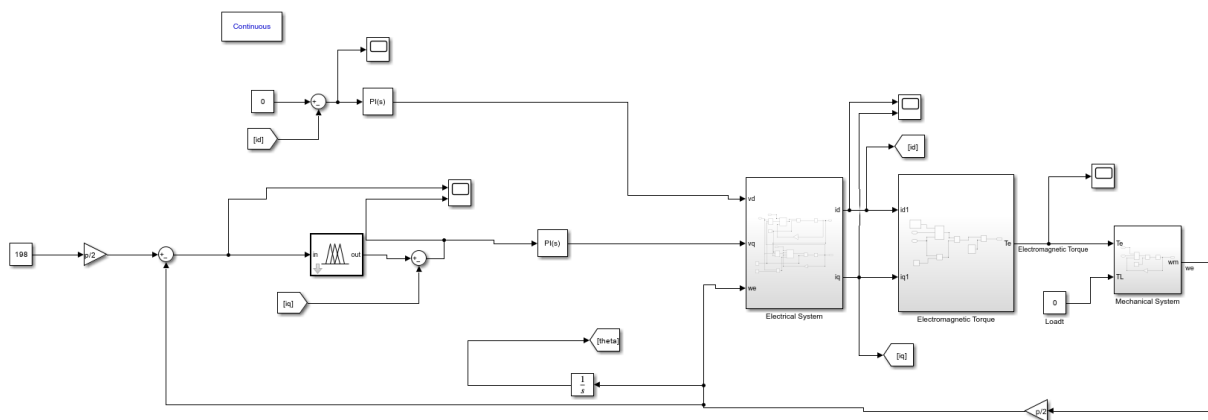 Continuous
0
+
−
PI(s)
[id]
198
p/2
+
−
in
out
+
−
[iq]
PI(s)
vd
vq
we
id
iq
Electrical System
[id]
id1
iq1
Te
Electromagnetic Torque
Electromagnetic Torque
Te
TL
wm
we
Mechanical System
0
Loadt
[iq]
[theta]
1
s
p/2